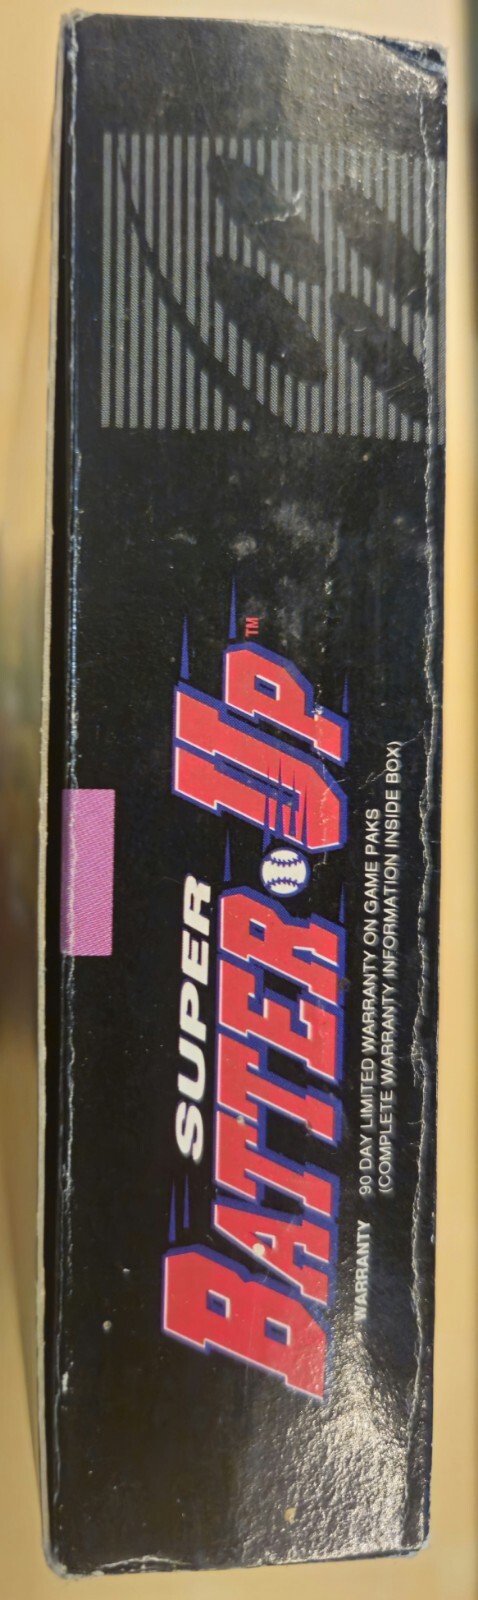 SUPER
BATTER UP™
WARRANTY 90 DAY LIMITED WARRANTY ON GAME PAKS
(COMPLETE WARRANTY INFORMATION INSIDE BOX)